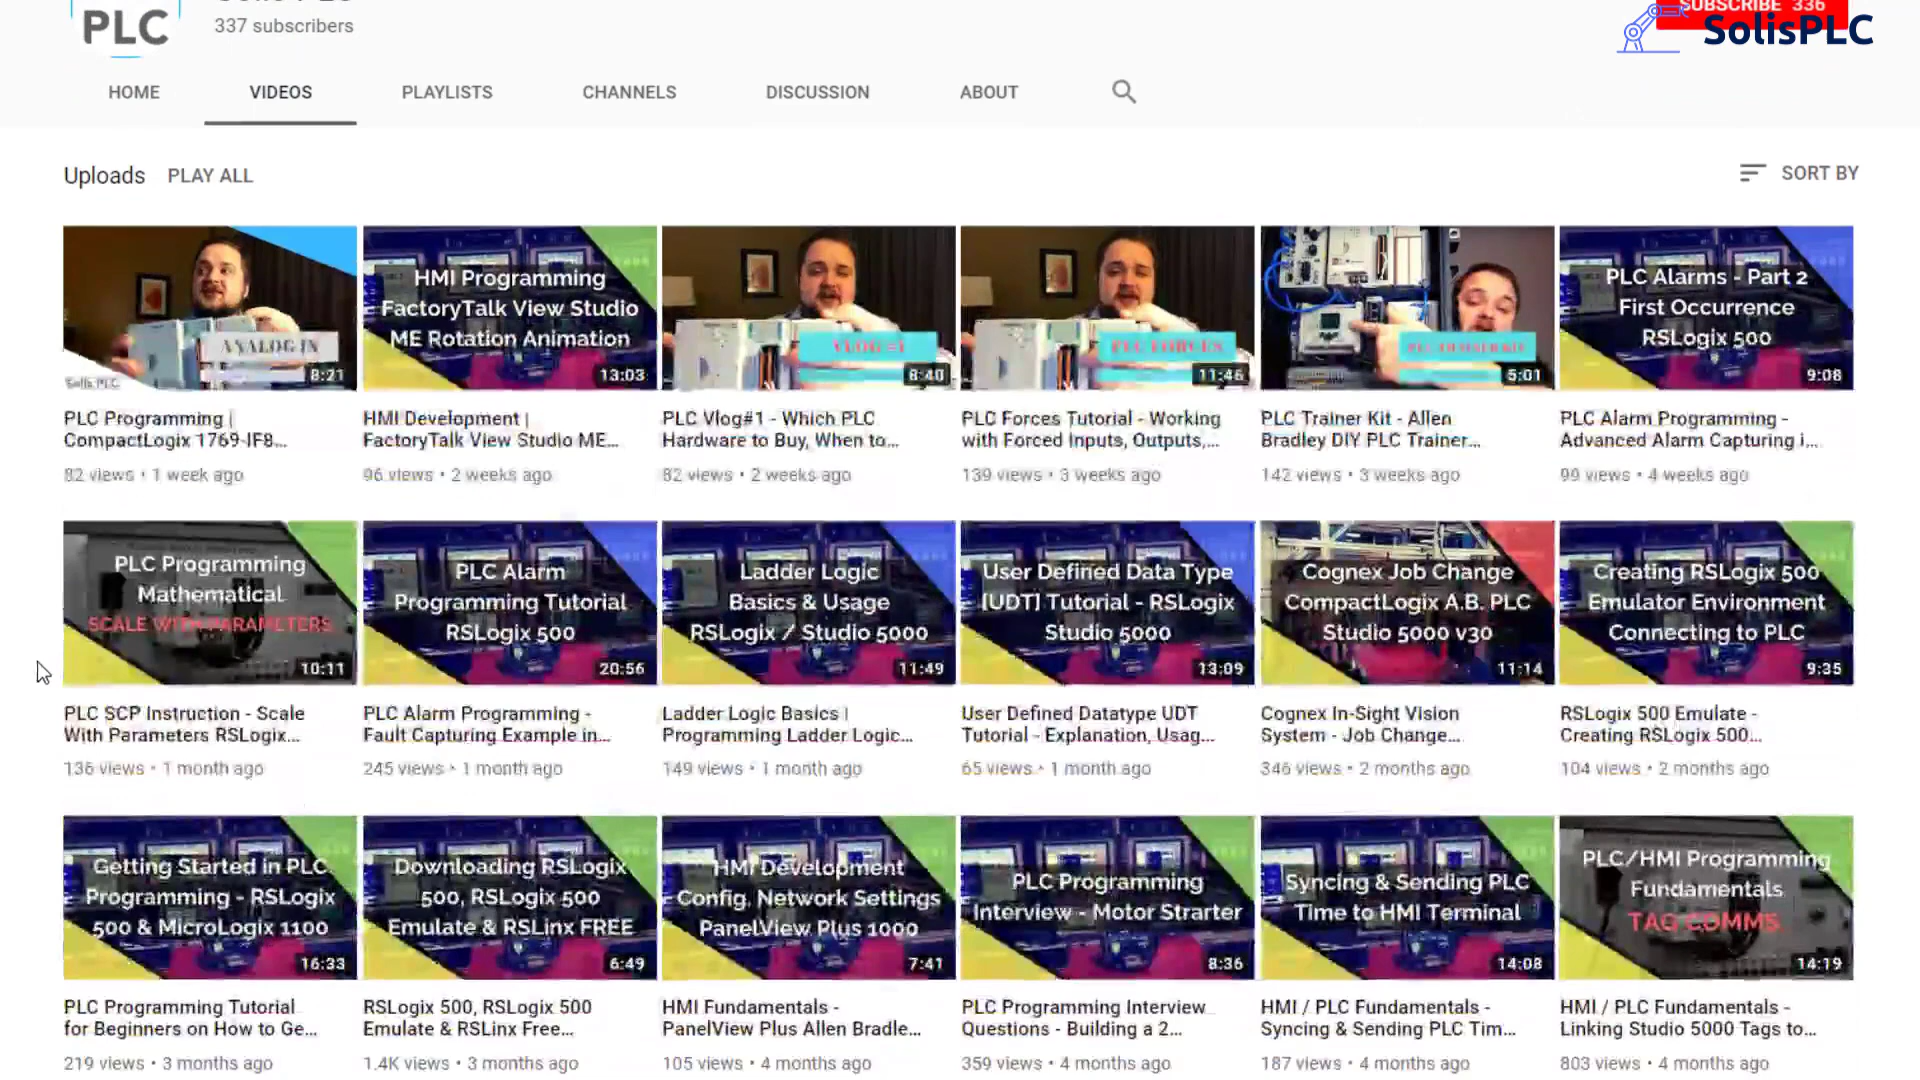 PLC
337 subscribers
SUBSCRIBE 336
SolisPLC
HOME
VIDEOS
PLAYLISTS
CHANNELS
DISCUSSION
ABOUT
Uploads
PLAY ALL
SORT BY
ANALOG IN
Solis PLC
8:21
HMI Programming
FactoryTalk View Studio
ME Rotation Animation
13:03
VLOG #1
8:40
PLC FORCES
11:46
PLC TRAINER KIT
5:01
PLC Alarms - Part 2
First Occurrence
RSLogix 500
9:08
PLC Programming |
CompactLogix 1769-IF8...
82 views • 1 week ago
HMI Development |
FactoryTalk View Studio ME...
96 views • 2 weeks ago
PLC Vlog#1 - Which PLC
Hardware to Buy, When to...
82 views • 2 weeks ago
PLC Forces Tutorial - Working
with Forced Inputs, Outputs,...
139 views • 3 weeks ago
PLC Trainer Kit - Allen
Bradley DIY PLC Trainer...
142 views • 3 weeks ago
PLC Alarm Programming -
Advanced Alarm Capturing i...
99 views • 4 weeks ago
PLC Programming
Mathematical
SCALE WITH PARAMETERS
10:11
PLC Alarm
Programming Tutorial
RSLogix 500
20:56
Ladder Logic
Basics & Usage
RSLogix / Studio 5000
11:49
User Defined Data Type
[UDT] Tutorial - RSLogix
Studio 5000
13:09
Cognex Job Change
CompactLogix A.B. PLC
Studio 5000 v30
11:14
Creating RSLogix 500
Emulator Environment
Connecting to PLC
9:35
PLC SCP Instruction - Scale
With Parameters RSLogix...
136 views • 1 month ago
PLC Alarm Programming -
Fault Capturing Example in...
245 views • 1 month ago
Ladder Logic Basics |
Programming Ladder Logic...
149 views • 1 month ago
User Defined Datatype UDT
Tutorial - Explanation, Usag...
65 views • 1 month ago
Cognex In-Sight Vision
System - Job Change...
346 views • 2 months ago
RSLogix 500 Emulate -
Creating RSLogix 500...
104 views • 2 months ago
Getting Started in PLC
Programming - RSLogix
500 & MicroLogix 1100
16:33
Downloading RSLogix
500, RSLogix 500
Emulate & RSLinx FREE
6:49
HMI Development
Config. Network Settings
PanelView Plus 1000
7:41
PLC Programming
Interview - Motor Strarter
8:36
Syncing & Sending PLC
Time to HMI Terminal
14:08
PLC/HMI Programming
Fundamentals
TAG COMMS
14:19
PLC Programming Tutorial
for Beginners on How to Ge...
219 views • 3 months ago
RSLogix 500, RSLogix 500
Emulate & RSLinx Free...
1.4K views • 3 months ago
HMI Fundamentals -
PanelView Plus Allen Bradle...
105 views • 4 months ago
PLC Programming Interview
Questions - Building a 2...
359 views • 4 months ago
HMI / PLC Fundamentals -
Syncing & Sending PLC Tim...
187 views • 4 months ago
HMI / PLC Fundamentals -
Linking Studio 5000 Tags to...
803 views • 4 months ago